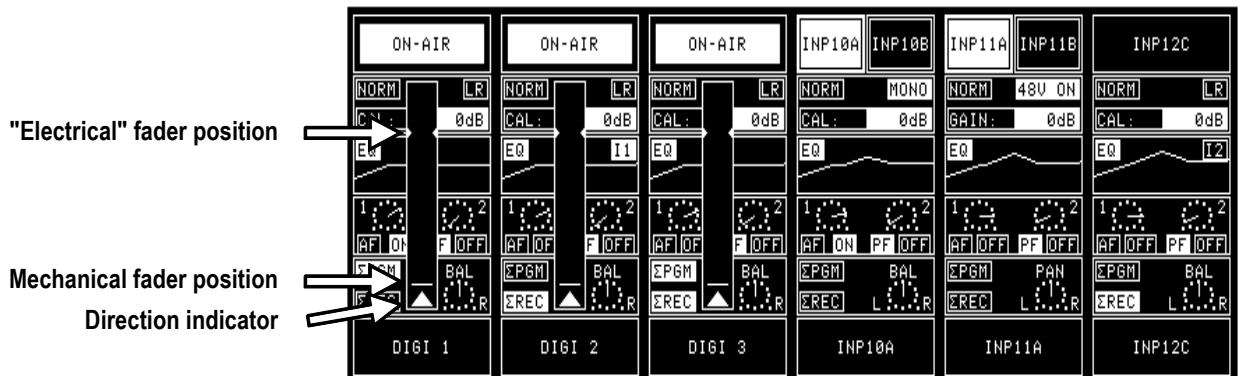 ON-AIR ON-AIR ON-AIR INP10A INP10B INP11A INP11B INP12C
NORM LR NORM LR NORM LR NORM MONO NORM 48V ON NORM LR
"Electrical" fader position 0dB CAL: 0dB CAL: 0dB CAL: 0dB GAIN: 0dB CAL: 0dB
EQ EQ I1 EQ EQ EQ EQ I2
1 2 1 2 1 2 1 2 1 2 1 2
AF OFF AF OFF AF OFF AF ON PF OFF AF OFF PF OFF AF OFF PF OFF
Mechanical fader position ΣPGM BAL ΣPGM BAL ΣPGM BAL ΣPGM BAL ΣPGM PAN ΣPGM BAL
Direction indicator R ΣREC R ΣREC R ΣREC L R ΣREC L R ΣREC L R
DIGI 1 DIGI 2 DIGI 3 INP10A INP11A INP12C